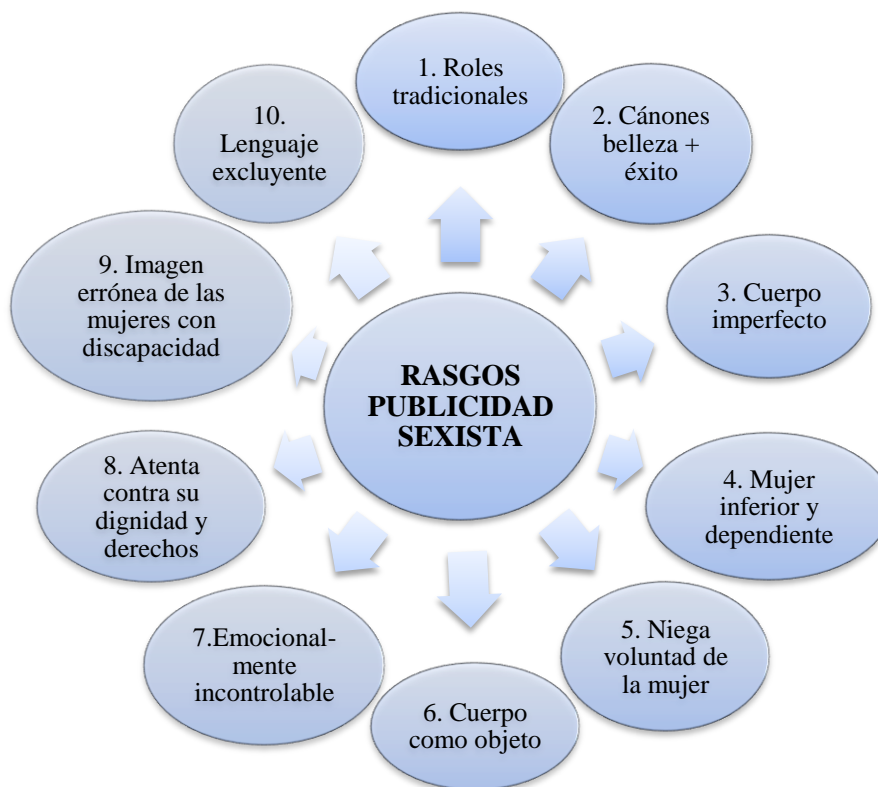 1. Roles
tradicionales
2. Cánones
belleza +
éxito
3. Cuerpo
imperfecto
4. Mujer
inferior y
dependiente
5. Niega
voluntad de
la mujer
6. Cuerpo
como objeto
7.Emocional-
mente
incontrolable
8. Atenta
contra su
dignidad y
derechos
9. Imagen
errónea de las
mujeres con
discapacidad
10.
Lenguaje
excluyente
RASGOS
PUBLICIDAD
SEXISTA